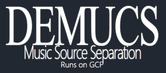 DEMUCS
Music Source Separation
Runs on GCP